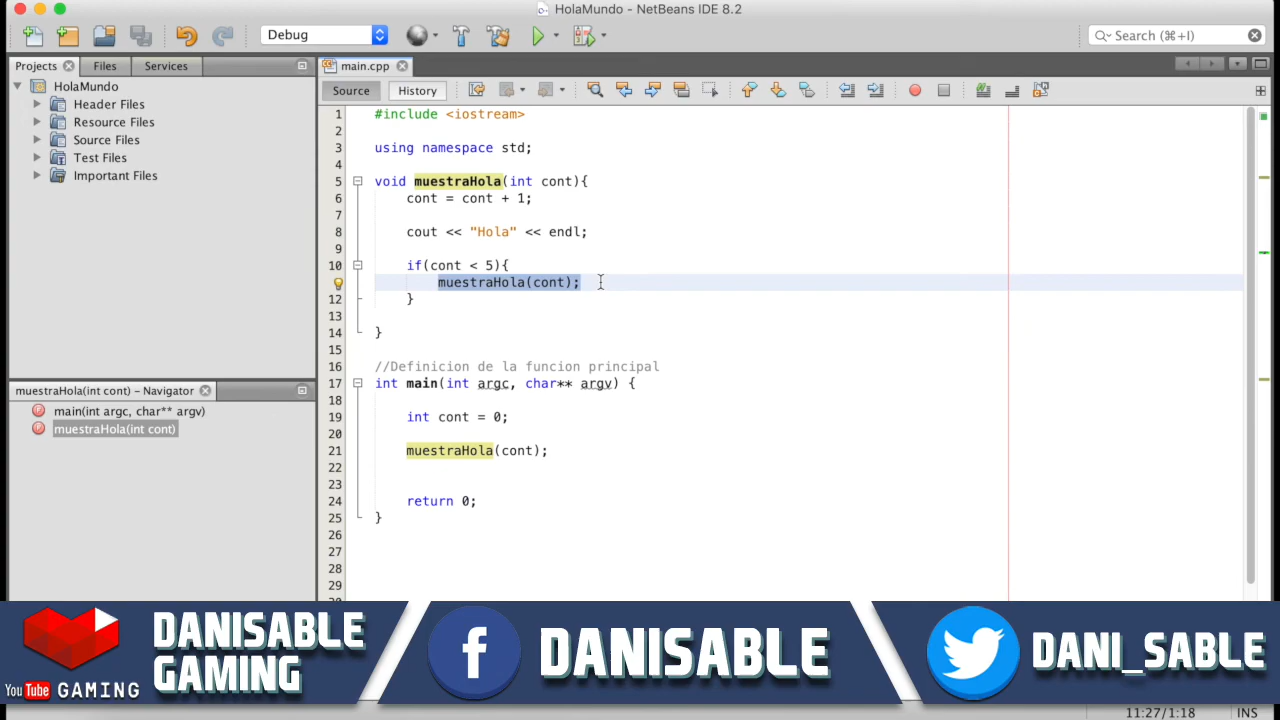 HolaMundo - NetBeans IDE 8.2
Debug
Search (⌘+I)
Projects Files Services
main.cpp
HolaMundo
Header Files
Resource Files
Source Files
Test Files
Important Files
Source History
1 #include <iostream>
2
3 using namespace std;
4
5 void muestraHola(int cont){
6 cont = cont + 1;
7
8 cout << "Hola" << endl;
9
10 if(cont < 5){
muestraHola(cont);
12 }
13
14 }
15
16 //Definicion de la funcion principal
17 int main(int argc, char** argv) {
18
19 int cont = 0;
20
21 muestraHola(cont);
22
23
24 return 0;
25 }
26
27
28
29
muestraHola(int cont) – Navigator
main(int argc, char** argv)
muestraHola(int cont)
DANISABLE
GAMING
You Tube GAMING
DANISABLE
DANI_SABLE
11:27/1:18 INS